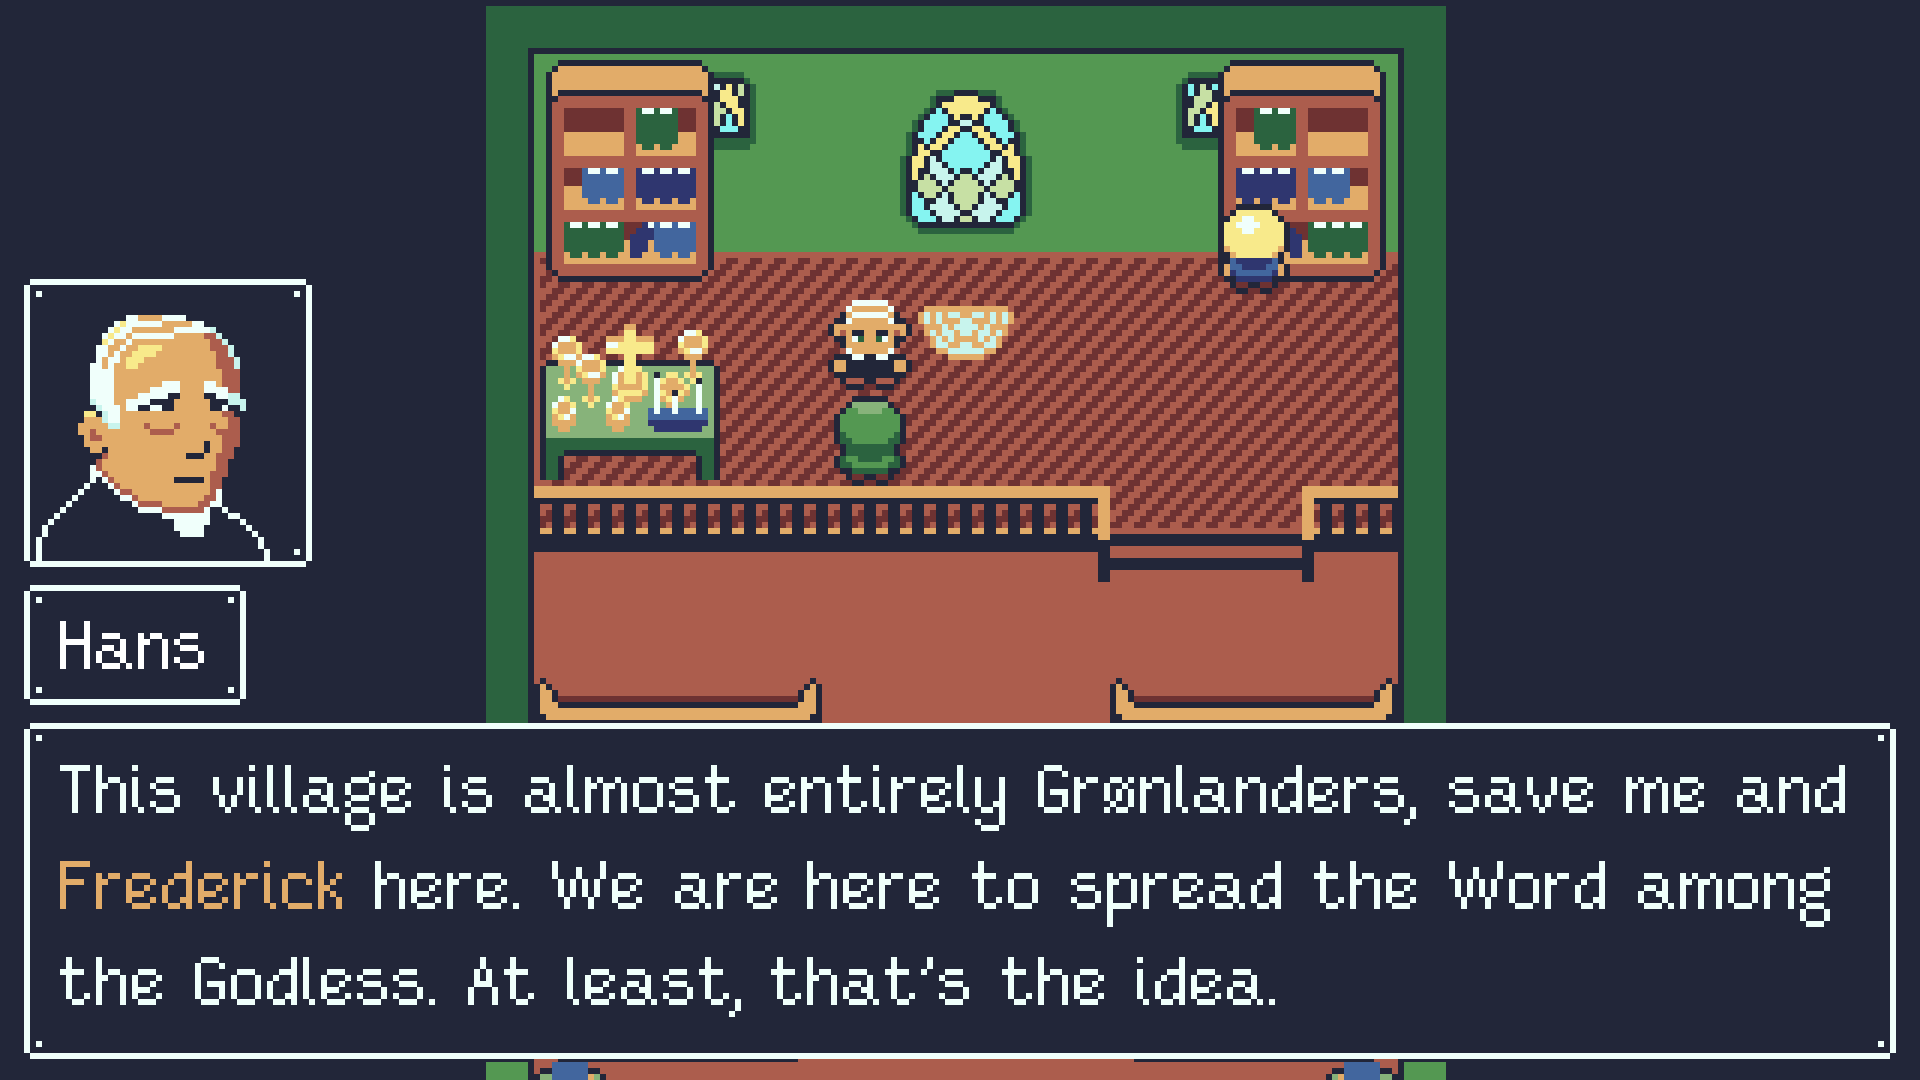 Hans
This village is almost entirely Grønlanders, save me and
Frederick here. We are here to spread the Word among
the Godless. At least, that's the idea.